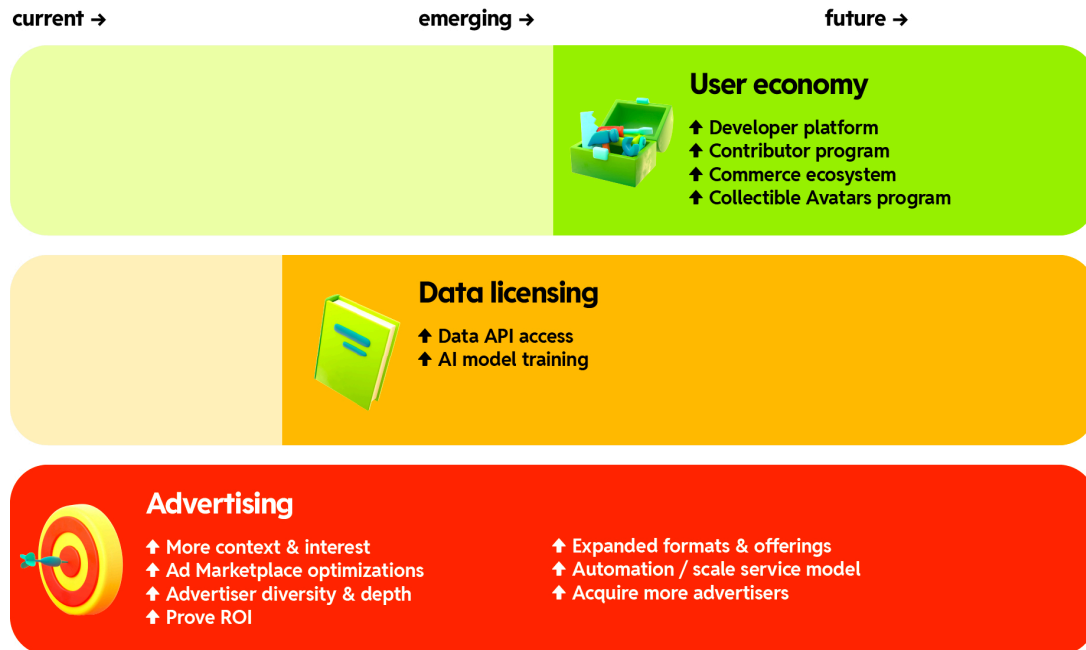 current →
emerging →
future →
User economy
Developer platform
Contributor program
Commerce ecosystem
Collectible Avatars program
Data licensing
Data API access
AI model training
Advertising
More context & interest
Ad Marketplace optimizations
Advertiser diversity & depth
Prove ROI
Expanded formats & offerings
Automation / scale service model
Acquire more advertisers